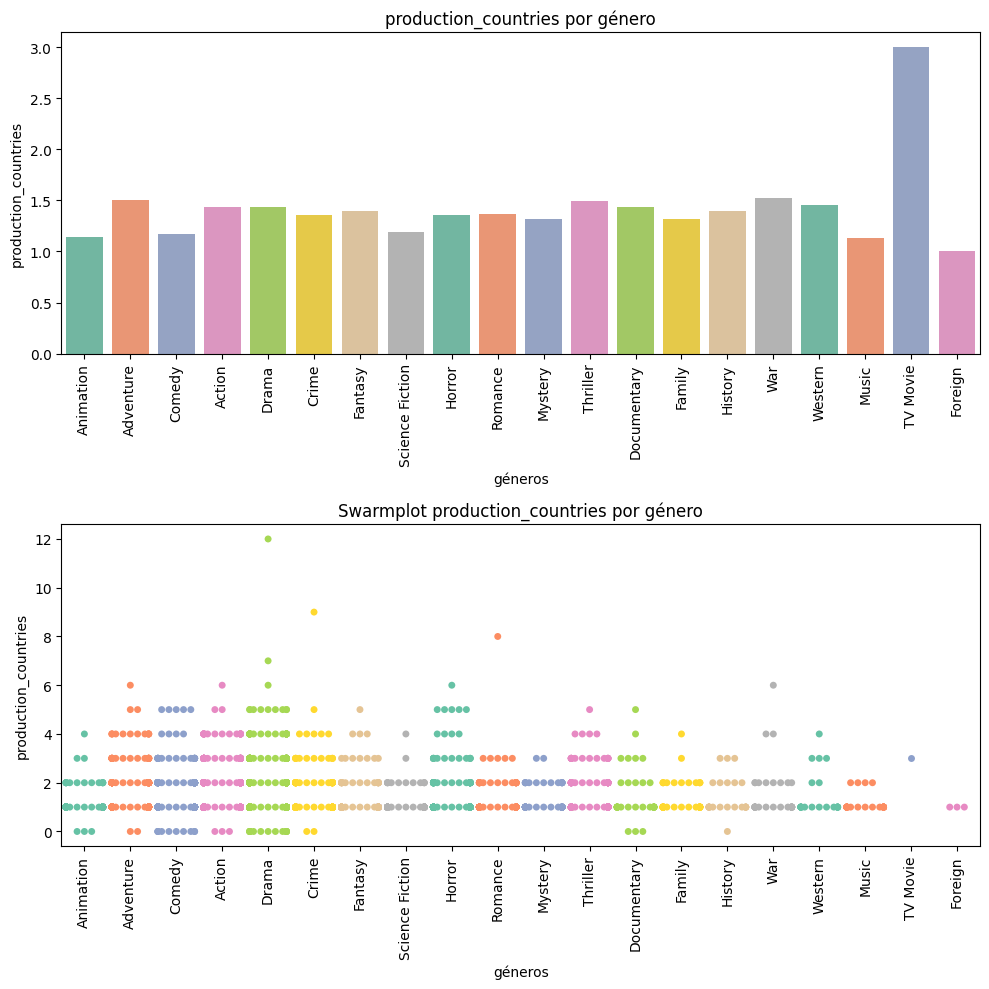 production_countries por género
production_countries
3.0
2.5
2.0
1.5
1.0
0.5
0.0
Animation
Adventure
Comedy
Action
Drama
Crime
Fantasy
Science Fiction
Horror
Romance
Mystery
Thriller
Documentary
Family
History
War
Western
Music
TV Movie
Foreign
géneros
Swarmplot production_countries por género
production_countries
12
10
8
6
4
2
0
Animation
Adventure
Comedy
Action
Drama
Crime
Fantasy
Science Fiction
Horror
Romance
Mystery
Thriller
Documentary
Family
History
War
Western
Music
TV Movie
Foreign
géneros